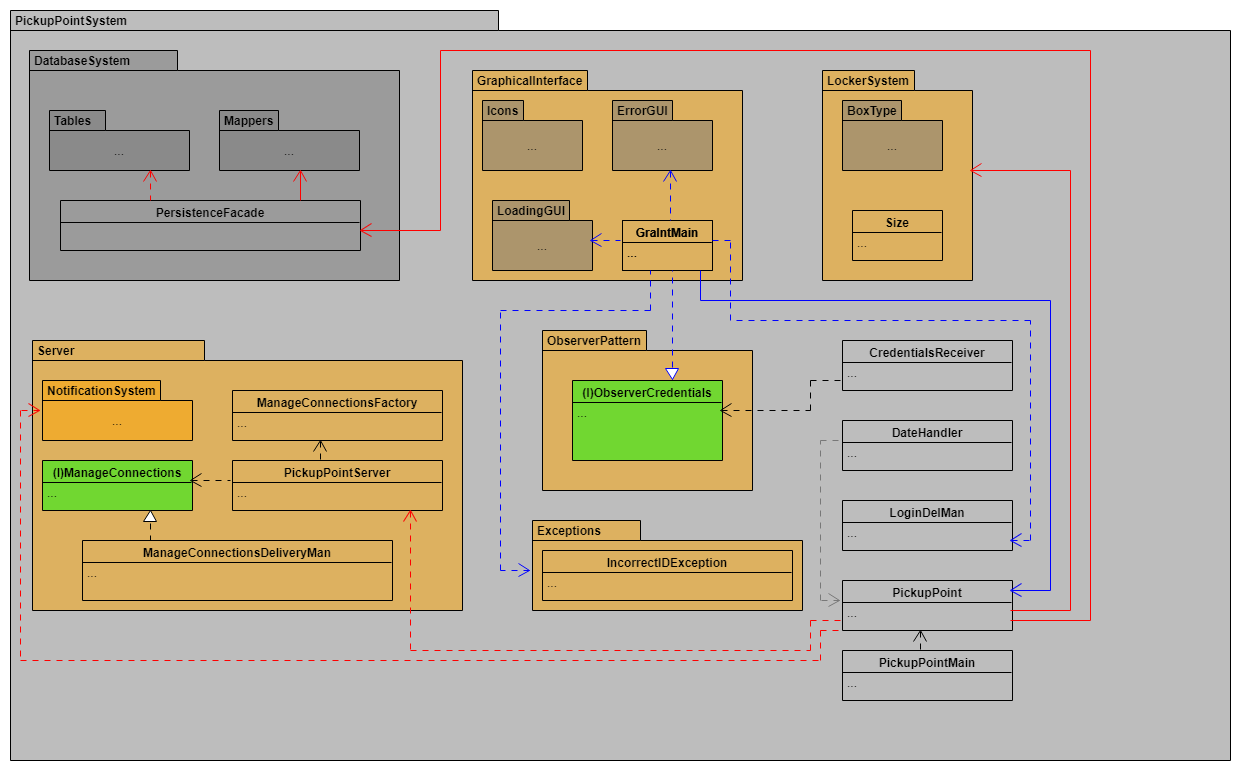 PickupPointSystem
DatabaseSystem
Tables
...
Mappers
...
PersistenceFacade
GraphicalInterface
Icons
...
ErrorGUI
...
LoadingGUI
...
GraIntMain
...
LockerSystem
BoxType
...
Size
...
Server
NotificationSystem
...
ManageConnectionsFactory
...
(I)ManageConnections
...
PickupPointServer
...
ManageConnectionsDeliveryMan
...
ObserverPattern
(I)ObserverCredentials
...
Exceptions
IncorrectIDException
...
CredentialsReceiver
...
DateHandler
...
LoginDelMan
...
PickupPoint
...
PickupPointMain
...